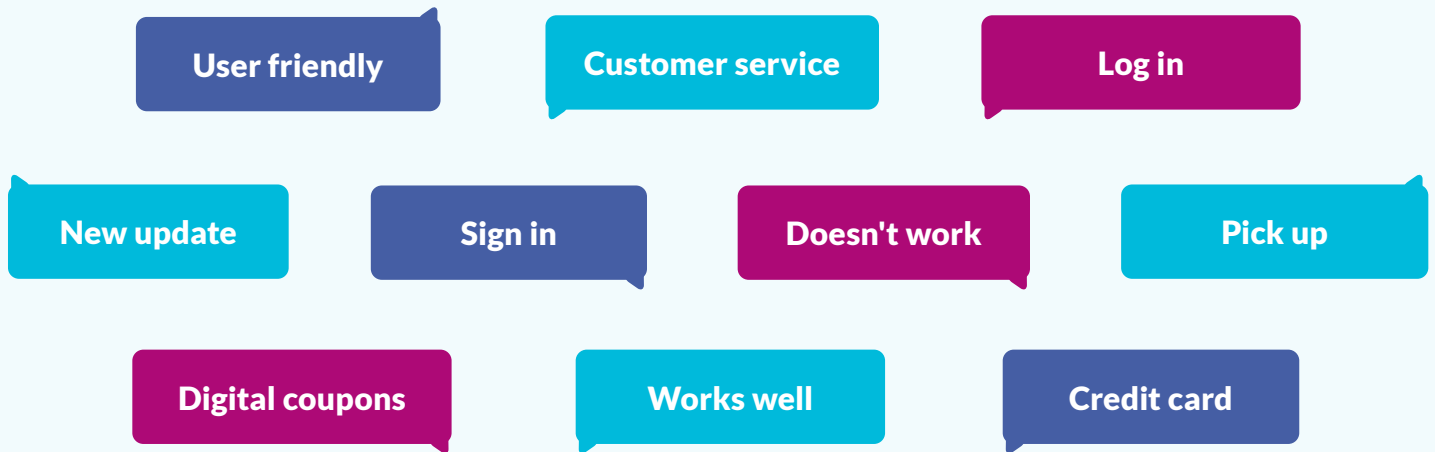 User friendly
Customer service
Log in
New update
Sign in
Doesn't work
Pick up
Digital coupons
Works well
Credit card